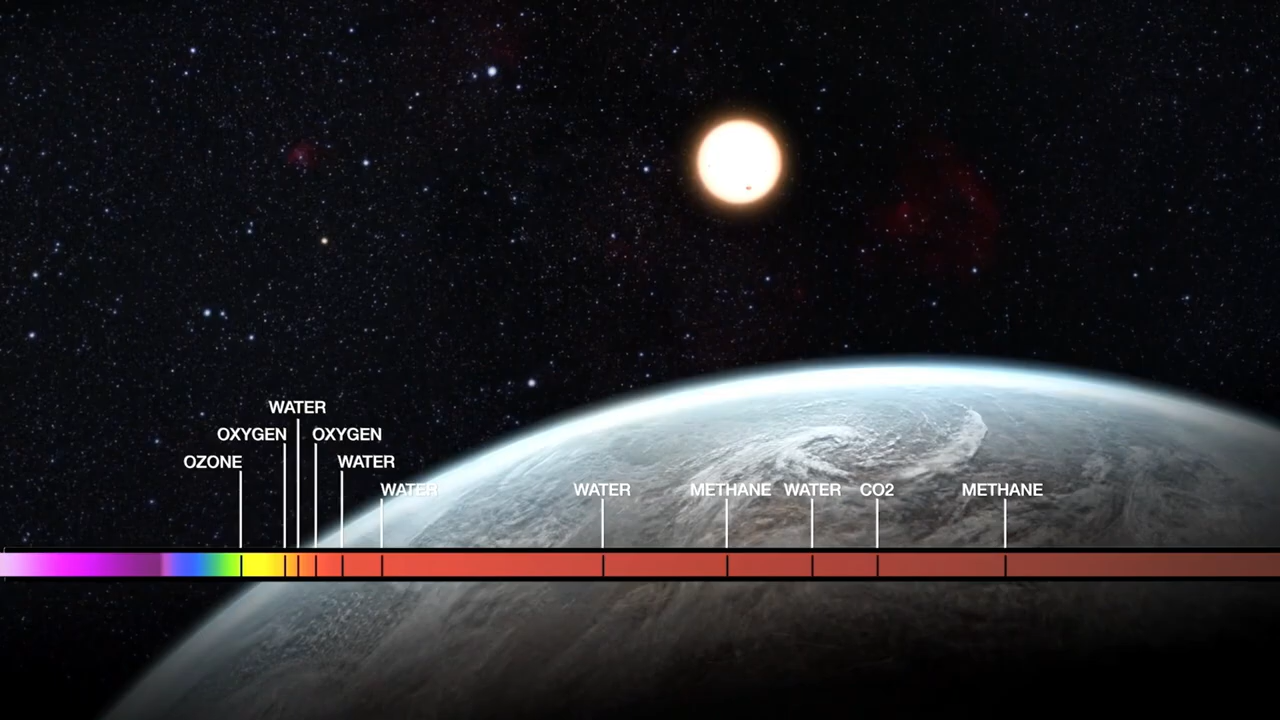 WATER
OXYGEN OXYGEN
OZONE WATER
WATER WATER METHANE WATER CO2 METHANE